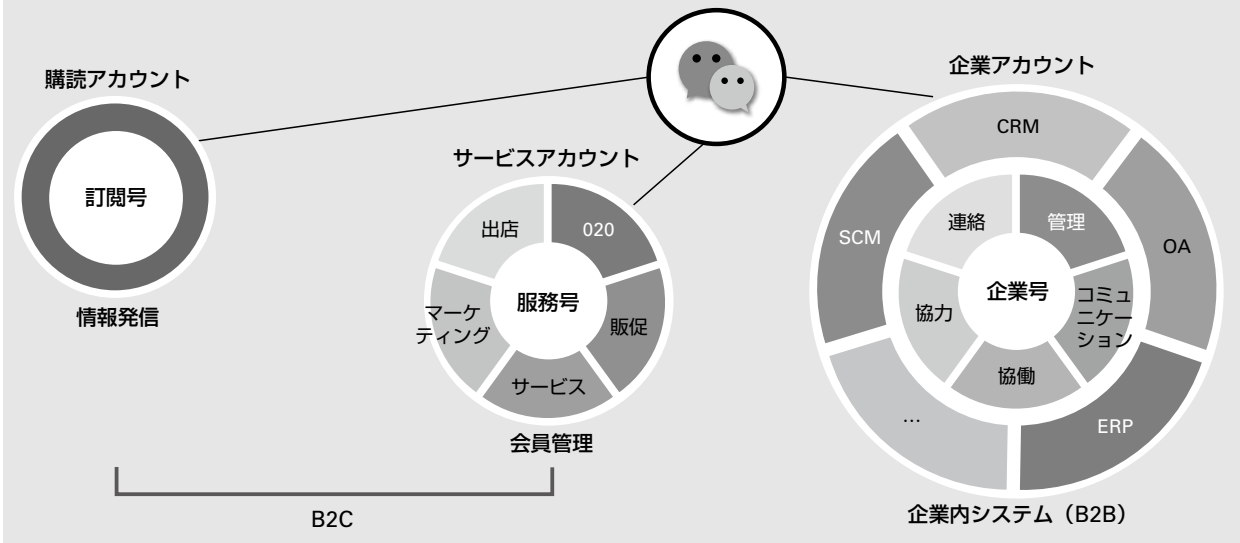 購読アカウント
訂閲号
情報発信
サービスアカウント
出店
020
マーケ
ティング
服務号
販促
サービス
会員管理
B2C
企業アカウント
CRM
SCM
OA
連絡
管理
企業号
協力
コミュ
ニケー
ション
協働
...
ERP
企業内システム（B2B）